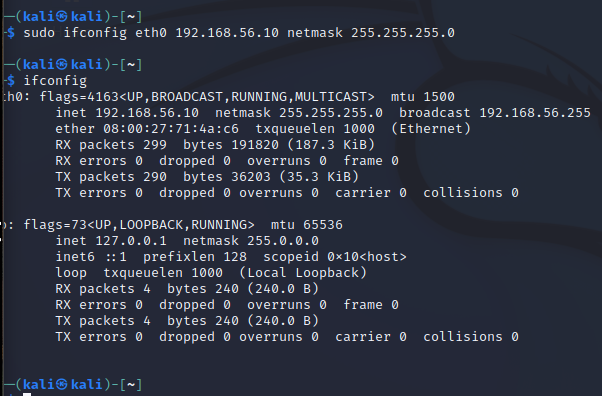 ─(kali㉿kali)-[~]
$ sudo ifconfig eth0 192.168.56.10 netmask 255.255.255.0
─(kali㉿kali)-[~]
$ ifconfig
th0: flags=4163<UP,BROADCAST,RUNNING,MULTICAST>  mtu 1500
inet 192.168.56.10  netmask 255.255.255.0  broadcast 192.168.56.255
ether 08:00:27:71:4a:c6  txqueuelen 1000  (Ethernet)
RX packets 299  bytes 191820 (187.3 KiB)
RX errors 0  dropped 0  overruns 0  frame 0
TX packets 290  bytes 36203 (35.3 KiB)
TX errors 0  dropped 0 overruns 0  carrier 0  collisions 0
o: flags=73<UP,LOOPBACK,RUNNING>  mtu 65536
inet 127.0.0.1  netmask 255.0.0.0
inet6 ::1  prefixlen 128  scopeid 0×10<host>
loop  txqueuelen 1000  (Local Loopback)
RX packets 4  bytes 240 (240.0 B)
RX errors 0  dropped 0  overruns 0  frame 0
TX packets 4  bytes 240 (240.0 B)
TX errors 0  dropped 0 overruns 0  carrier 0  collisions 0
─(kali㉿kali)-[~]